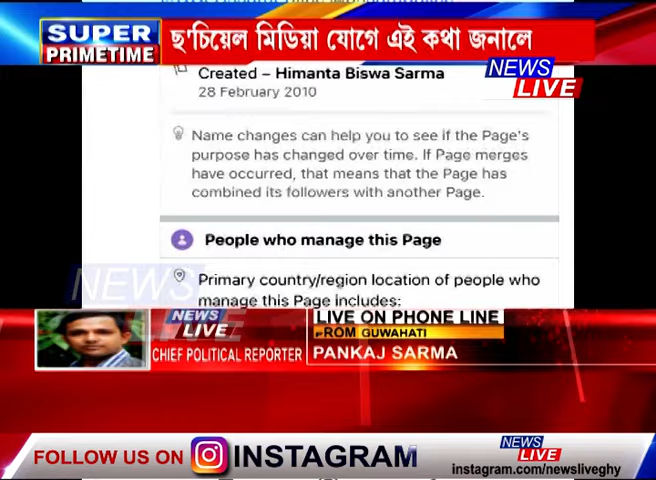 SUPER
PRIMETIME
ছ'চিয়েল মিডিয়া যোগে এই কথা জনালে
NEWS
LIVE
Created – Himanta Biswa Sarma
28 February 2010
Name changes can help you to see if the Page's
purpose has changed over time. If Page merges
have occurred, that means that the Page has
combined its followers with another Page.
People who manage this Page
Primary country/region location of people who
manage this Page includes:
NEWS
NEWS
LIVE
CHIEF POLITICAL REPORTER
LIVE ON PHONE LINE
FROM GUWAHATI
PANKAJ SARMA
FOLLOW US ON INSTAGRAM
NEWS
LIVE
instagram.com/newsliveghy